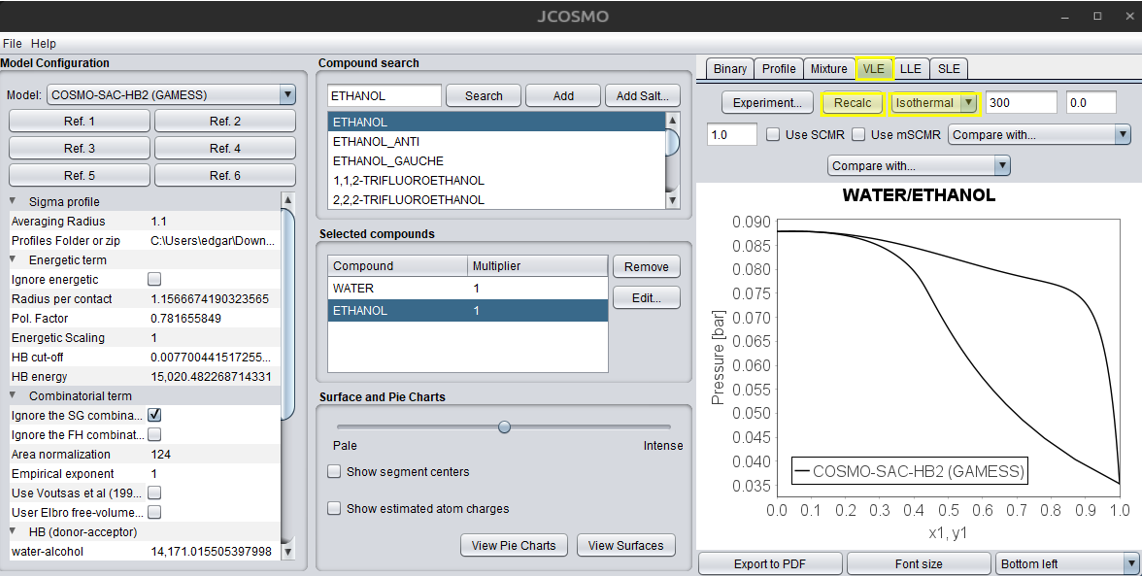 JCOSMO
File Help
Model Configuration
Model: COSMO-SAC-HB2 (GAMESS)
Ref. 1 Ref. 2
Ref. 3 Ref. 4
Ref. 5 Ref. 6
Sigma profile
Averaging Radius 1.1
Profiles Folder or zip C:\Users\edgar\Down...
Energetic term
Ignore energetic
Radius per contact 1.1566674190323565
Pol. Factor 0.781655849
Energetic Scaling 1
HB cut-off 0.007700441517255...
HB energy 15,020.482268714331
Combinatorial term
Ignore the SG combina...
Ignore the FH combinat...
Area normalization 124
Empirical exponent 1
Use Voutsas et al (199...
User Elbro free-volume...
HB (donor-acceptor)
water-alcohol 14,171.015505397998
Compound search
ETHANOL Search Add Add Salt...
ETHANOL
ETHANOL_ANTI
ETHANOL_GAUCHE
1,1,2-TRIFLUOROETHANOL
2,2,2-TRIFLUOROETHANOL
Selected compounds
Compound Multiplier
WATER 1
ETHANOL 1
Remove
Edit...
Surface and Pie Charts
Pale Intense
Show segment centers
Show estimated atom charges
View Pie Charts View Surfaces
Binary Profile Mixture VLE LLE SLE
Experiment... Recalc Isothermal 300 0.0
1.0 Use SCMR Use mSCMR Compare with...
Compare with...
WATER/ETHANOL
0.090
0.085
0.080
0.075
0.070
0.065
0.060
0.055
0.050
0.045
0.040
0.035
Pressure [bar]
COSMO-SAC-HB2 (GAMESS)
0.0 0.1 0.2 0.3 0.4 0.5 0.6 0.7 0.8 0.9 1.0
x1, y1
Export to PDF Font size Bottom left